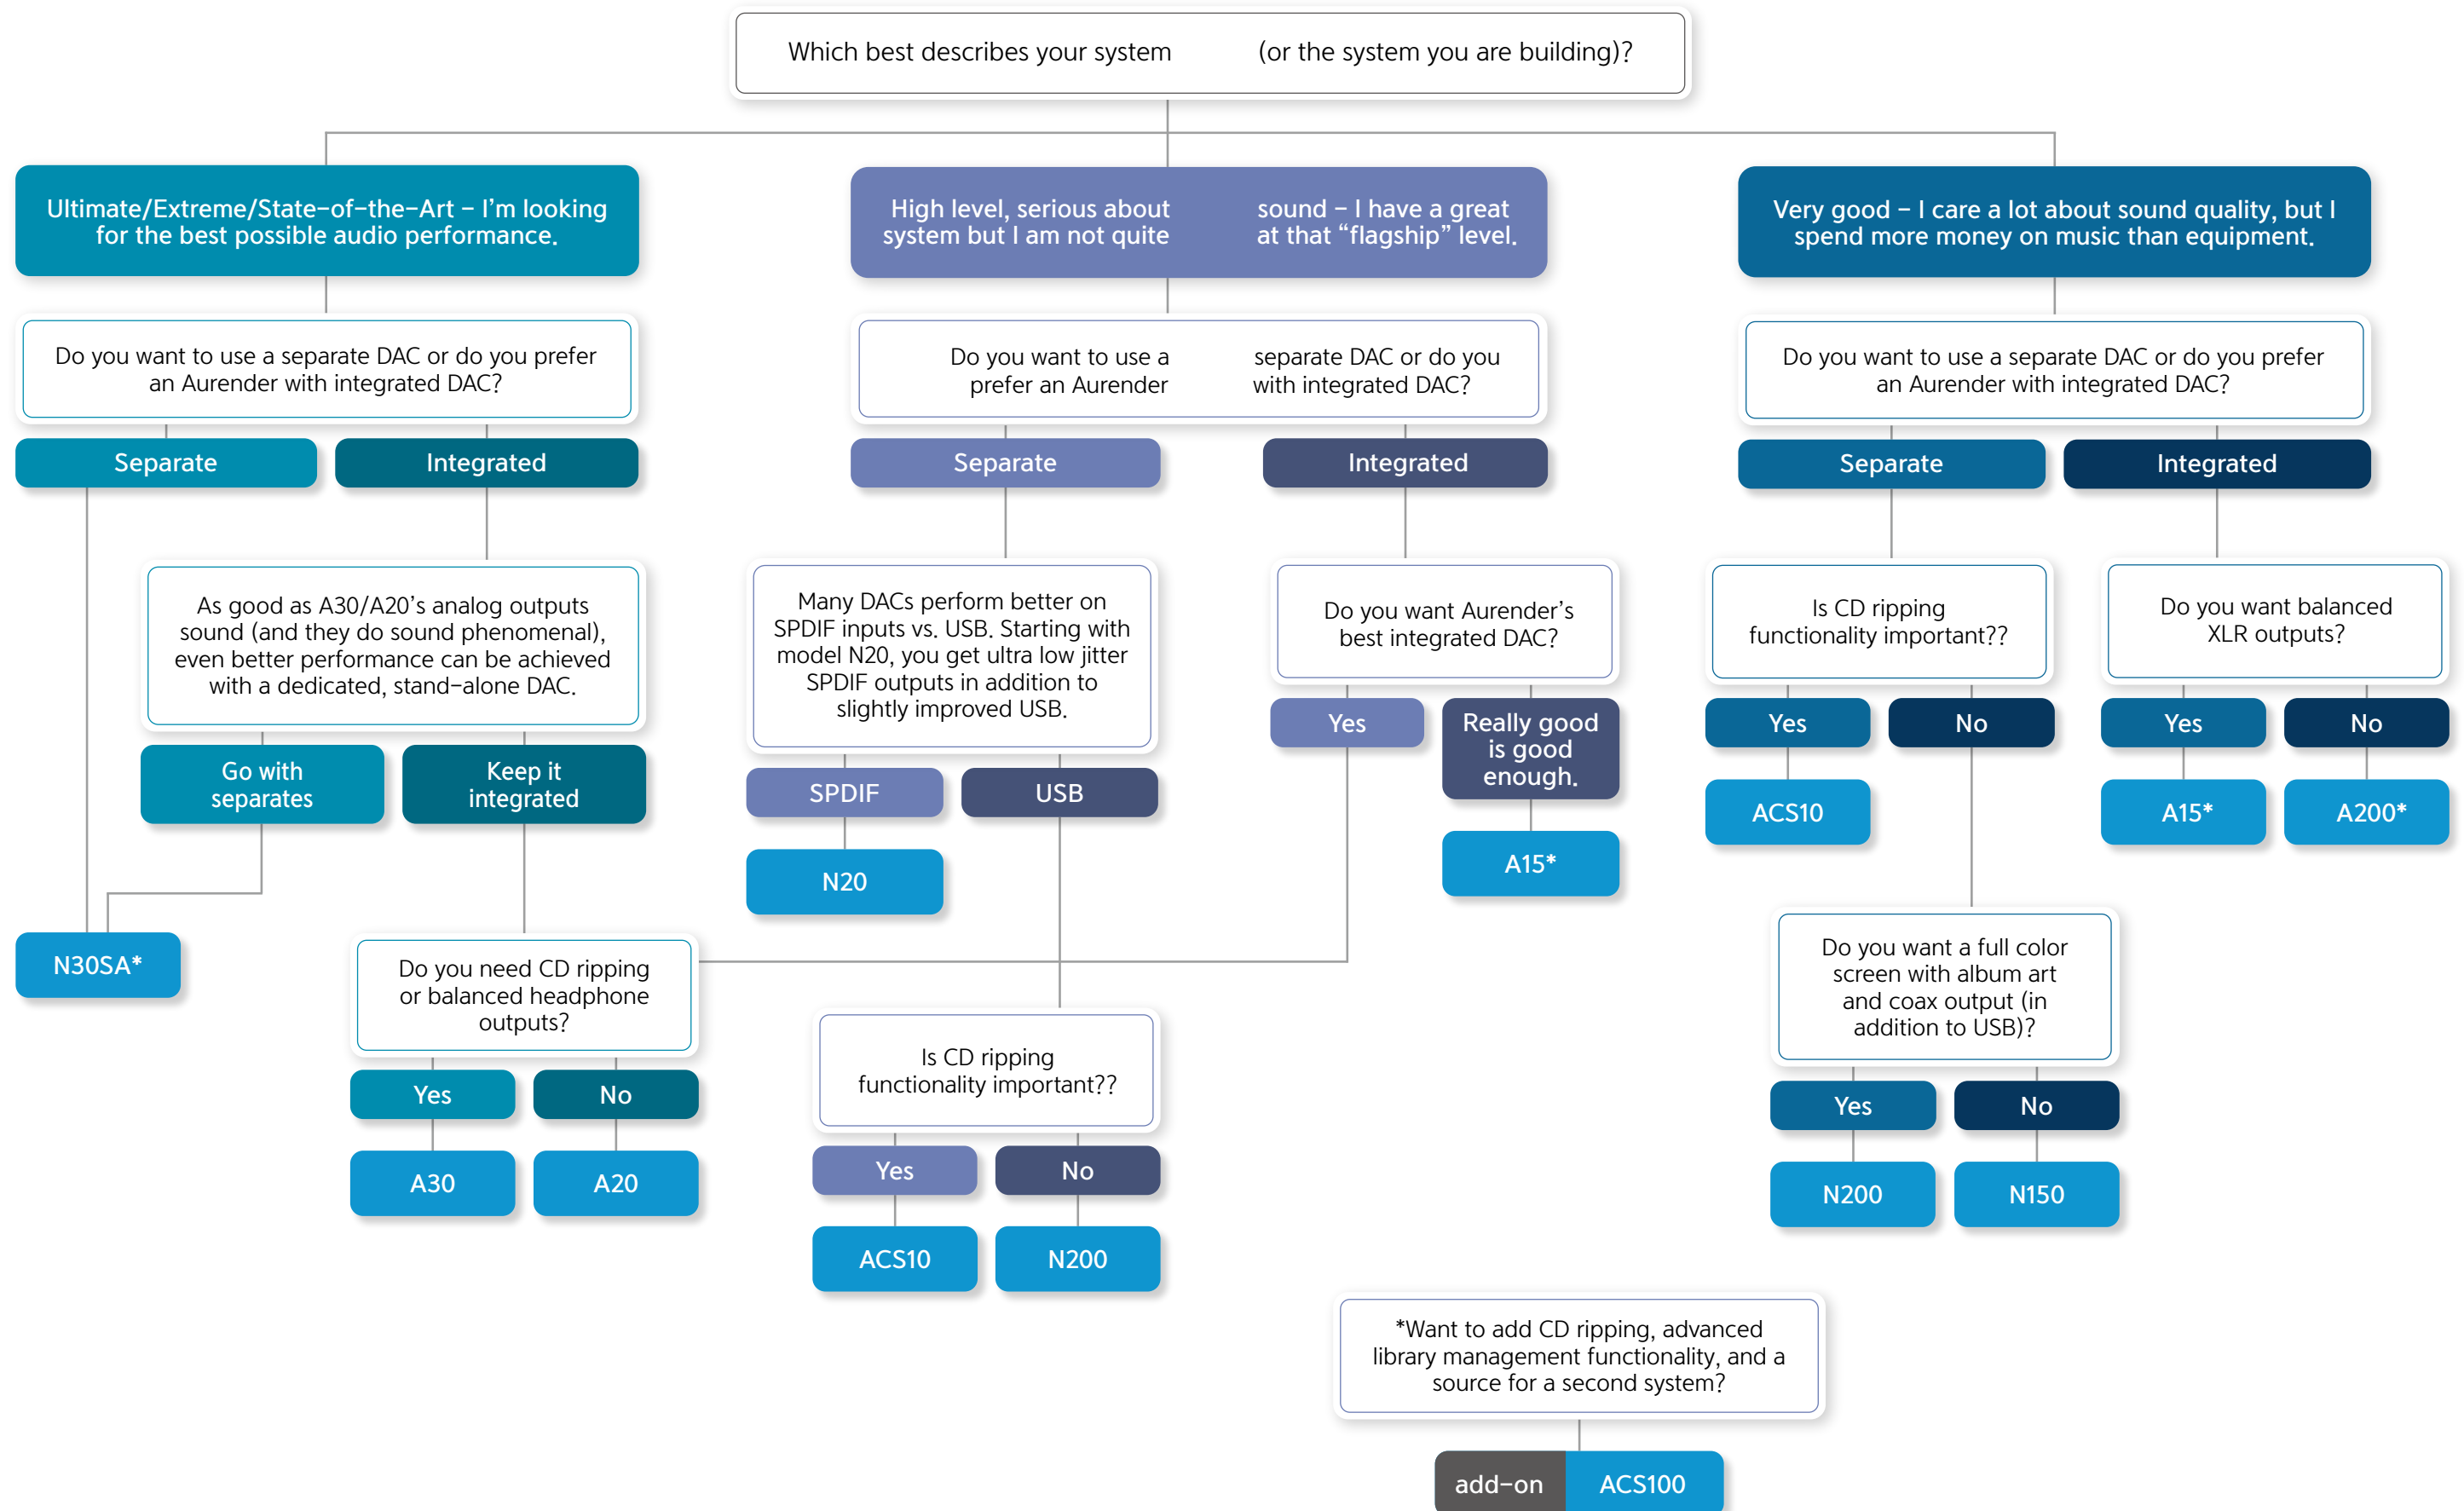 Which best describes your system (or the system you are building)?
Ultimate/Extreme/State-of-the-Art – I'm looking
for the best possible audio performance.
Do you want to use a separate DAC or do you prefer
an Aurender with integrated DAC?
Separate
Integrated
As good as A30/A20's analog outputs
sound (and they do sound phenomenal),
even better performance can be achieved
with a dedicated, stand-alone DAC.
Go with
separates
Keep it
integrated
N30SA*
Do you need CD ripping
or balanced headphone
outputs?
Yes
No
A30
A20
High level, serious about sound – I have a great
system but I am not quite at that “flagship” level.
Do you want to use a separate DAC or do you
prefer an Aurender with integrated DAC?
Separate
Integrated
Many DACs perform better on
SPDIF inputs vs. USB. Starting with
model N20, you get ultra low jitter
SPDIF outputs in addition to
slightly improved USB.
SPDIF
USB
N20
Is CD ripping
functionality important??
Yes
No
ACS10
N200
Do you want Aurender's
best integrated DAC?
Yes
Really good
is good
enough.
A15*
Very good – I care a lot about sound quality, but I
spend more money on music than equipment.
Do you want to use a separate DAC or do you prefer
an Aurender with integrated DAC?
Separate
Integrated
Is CD ripping
functionality important??
Yes
No
ACS10
Do you want a full color
screen with album art
and coax output (in
addition to USB)?
Yes
No
N200
N150
Do you want balanced
XLR outputs?
Yes
No
A15*
A200*
*Want to add CD ripping, advanced
library management functionality, and a
source for a second system?
add-on
ACS100